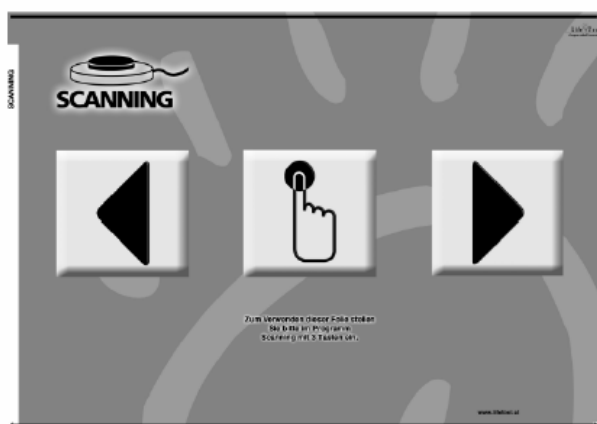 SCANNING
SCANNING
Zum Verwenden dieser Folie stellen
Sie bitte im Programm
Scanning mit 3 Tasten ein.
www.lifetool.at